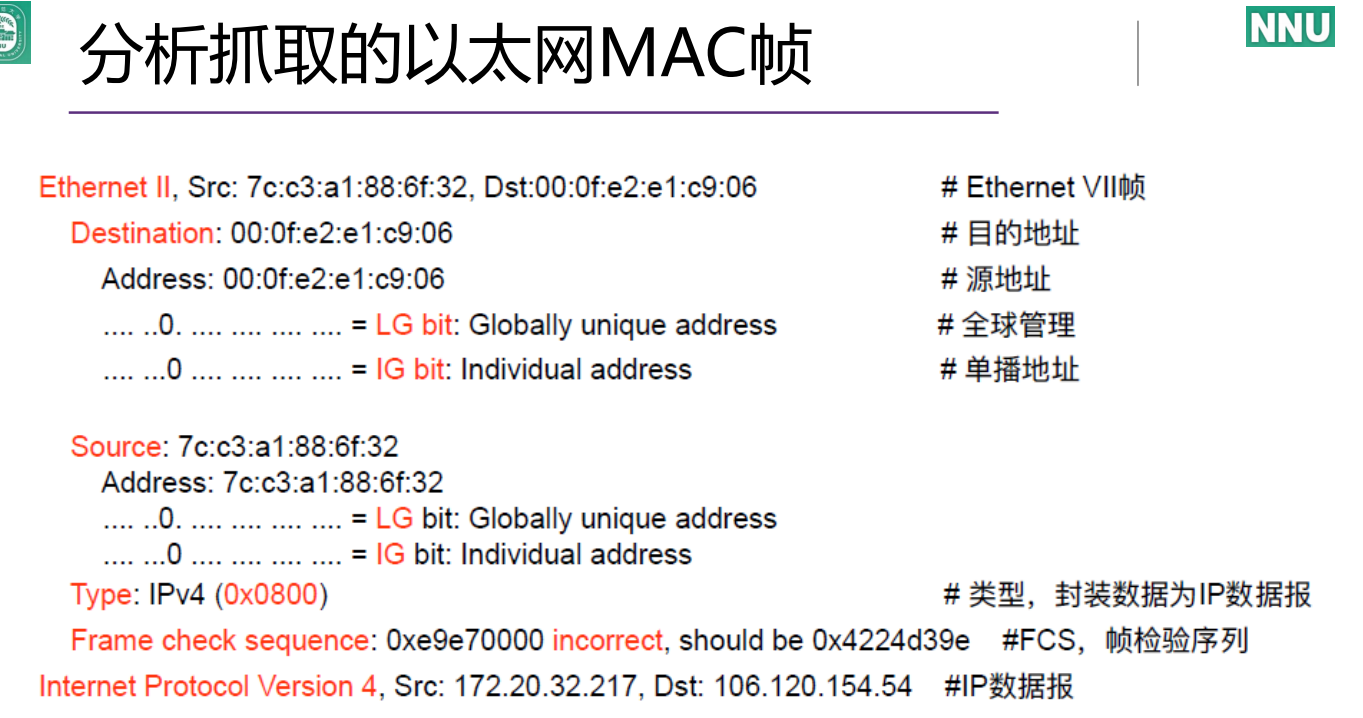 分析抓取的以太网MAC帧
NNU
Ethernet II, Src: 7c:c3:a1:88:6f:32, Dst:00:0f:e2:e1:c9:06 # Ethernet VII帧
Destination: 00:0f:e2:e1:c9:06 # 目的地址
Address: 00:0f:e2:e1:c9:06 # 源地址
.... ..0. .... .... .... .... = LG bit: Globally unique address # 全球管理
.... ...0 .... .... .... .... = IG bit: Individual address # 单播地址
Source: 7c:c3:a1:88:6f:32
Address: 7c:c3:a1:88:6f:32
.... ..0. .... .... .... .... = LG bit: Globally unique address
.... ...0 .... .... .... .... = IG bit: Individual address
Type: IPv4 (0x0800) # 类型，封装数据为IP数据报
Frame check sequence: 0xe9e70000 incorrect, should be 0x4224d39e #FCS，帧检验序列
Internet Protocol Version 4, Src: 172.20.32.217, Dst: 106.120.154.54 #IP数据报